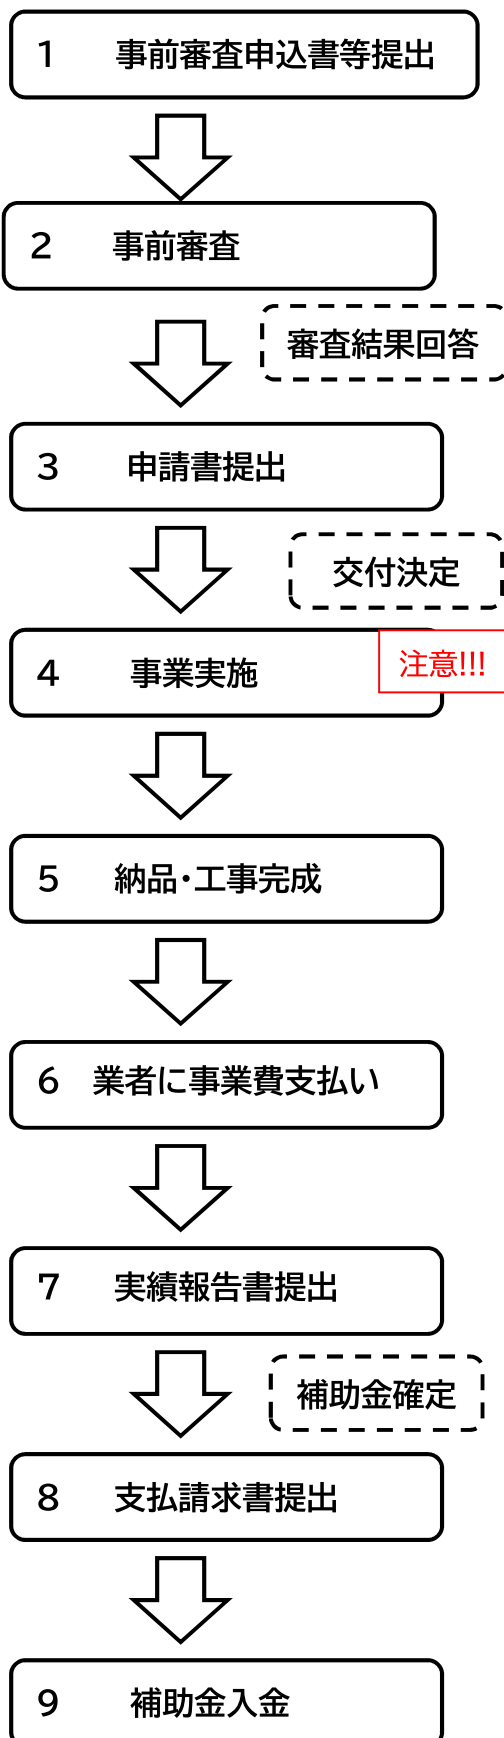 1 事前審査申込書等提出
2 事前審査
審査結果回答
3 申請書提出
交付決定
4 事業実施
注意!!!
5 納品・工事完成
6 業者に事業費支払い
7 実績報告書提出
補助金確定
8 支払請求書提出
9 補助金入金